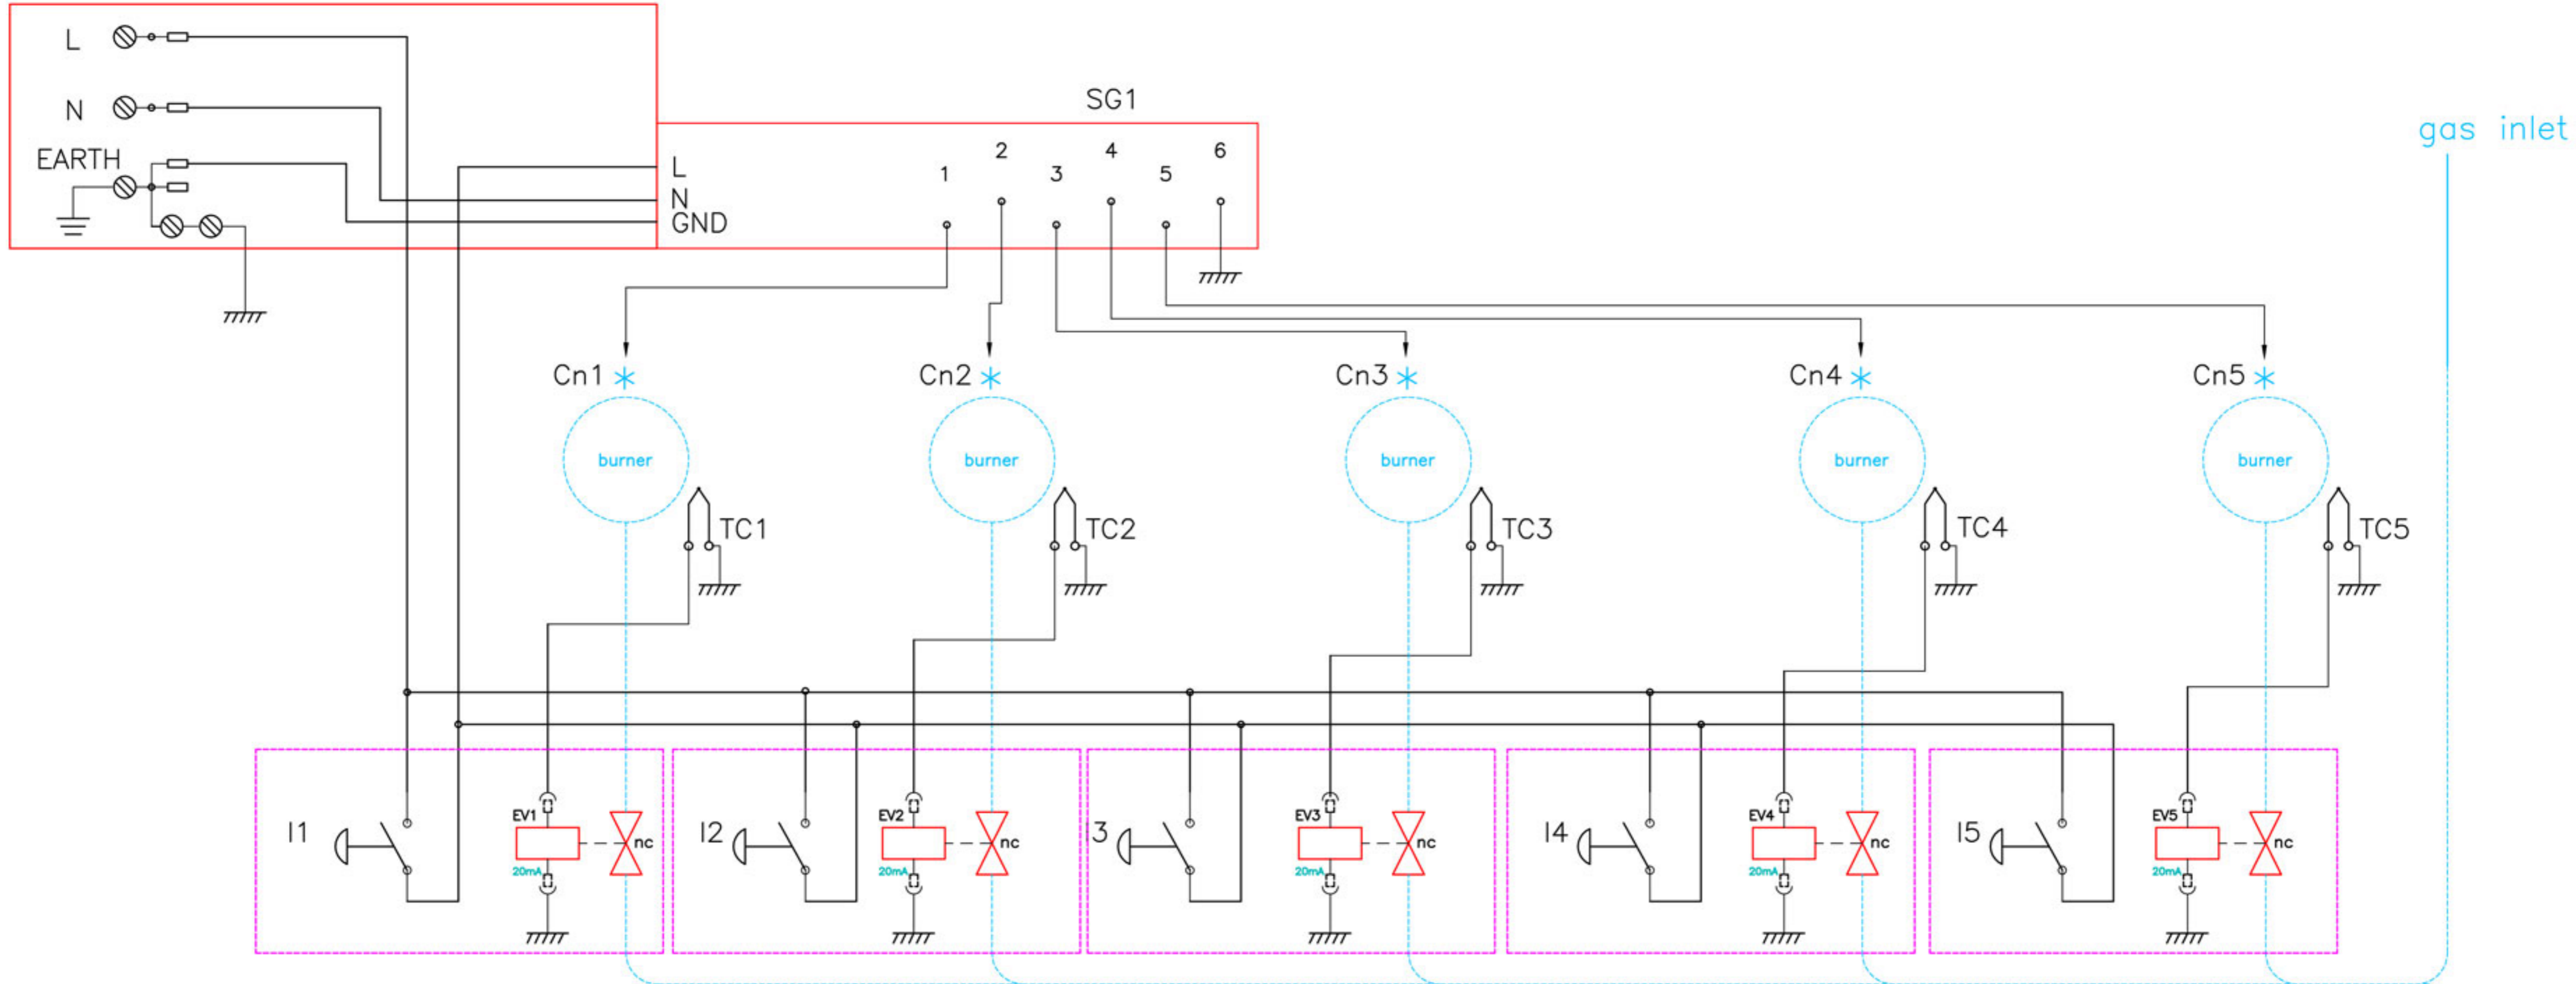 L
N
EARTH
SG1
L
N
GND
1
2
3
4
5
6
gas inlet
Cn1
Cn2
Cn3
Cn4
Cn5
burner
burner
burner
burner
burner
TC1
TC2
TC3
TC4
TC5
I1
EV1
20mA
nc
I2
EV2
20mA
nc
3
EV3
20mA
nc
I4
EV4
20mA
nc
I5
EV5
20mA
nc